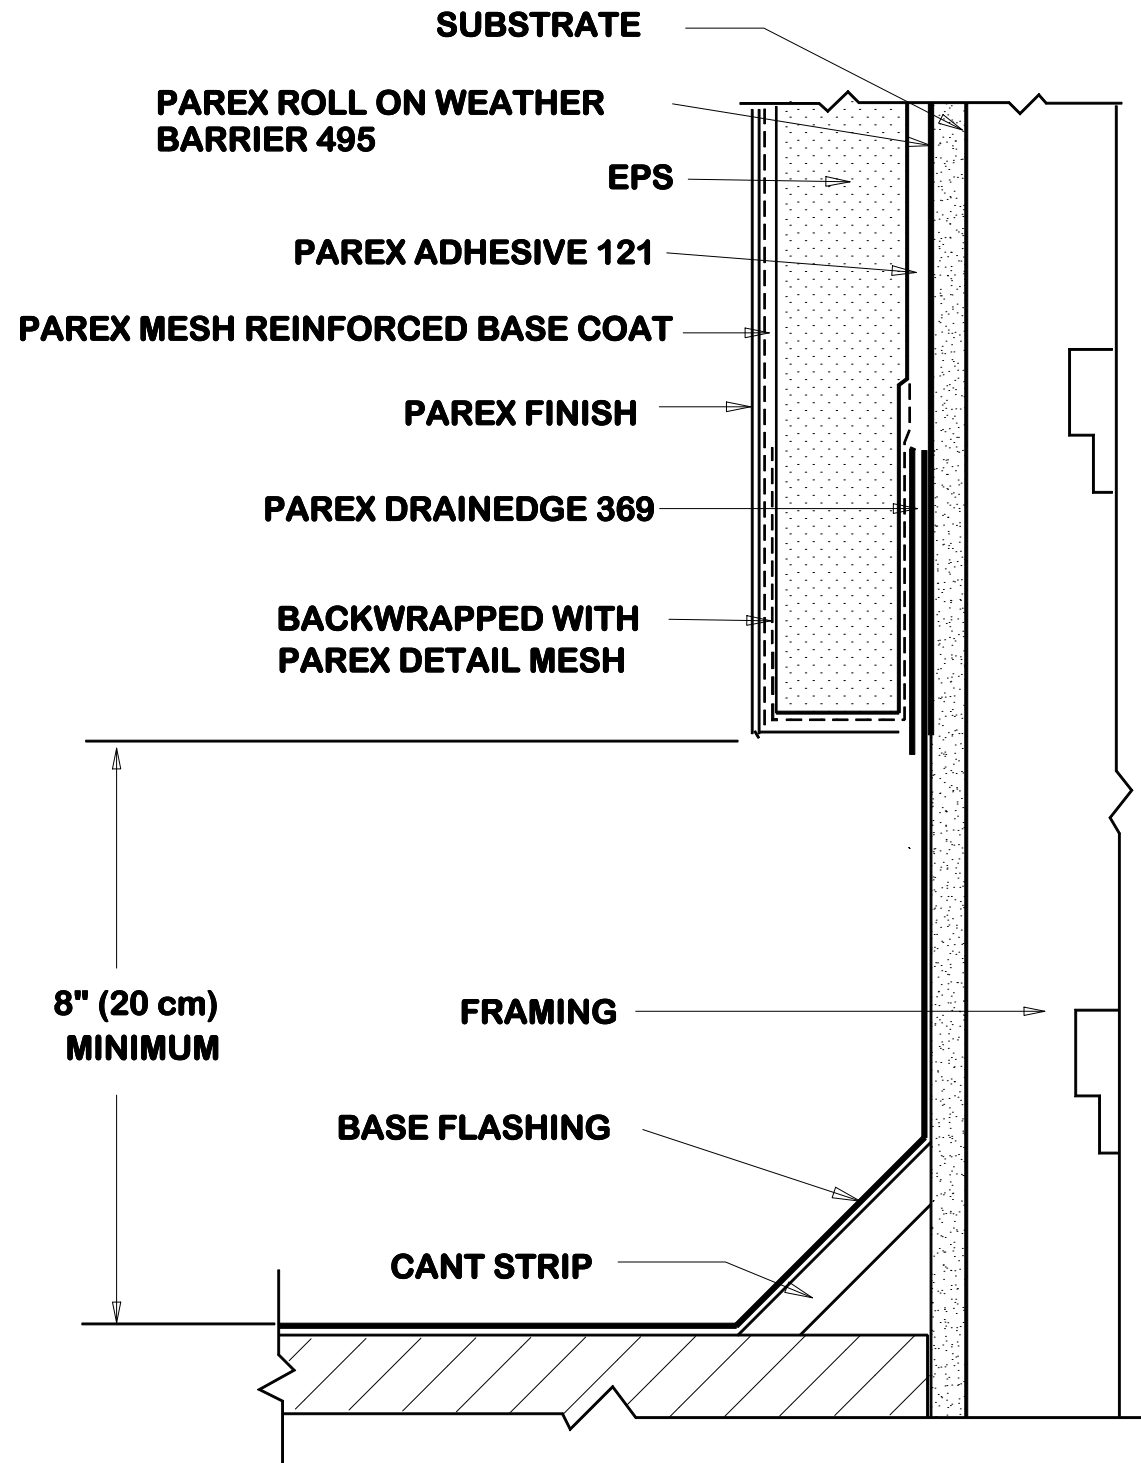 SUBSTRATE
PAREX ROLL ON WEATHER
BARRIER 495
EPS
PAREX ADHESIVE 121
PAREX MESH REINFORCED BASE COAT
PAREX FINISH
PAREX DRAINEDGE 369
BACKWRAPPED WITH
PAREX DETAIL MESH
8" (20 cm)
MINIMUM
FRAMING
BASE FLASHING
CANT STRIP